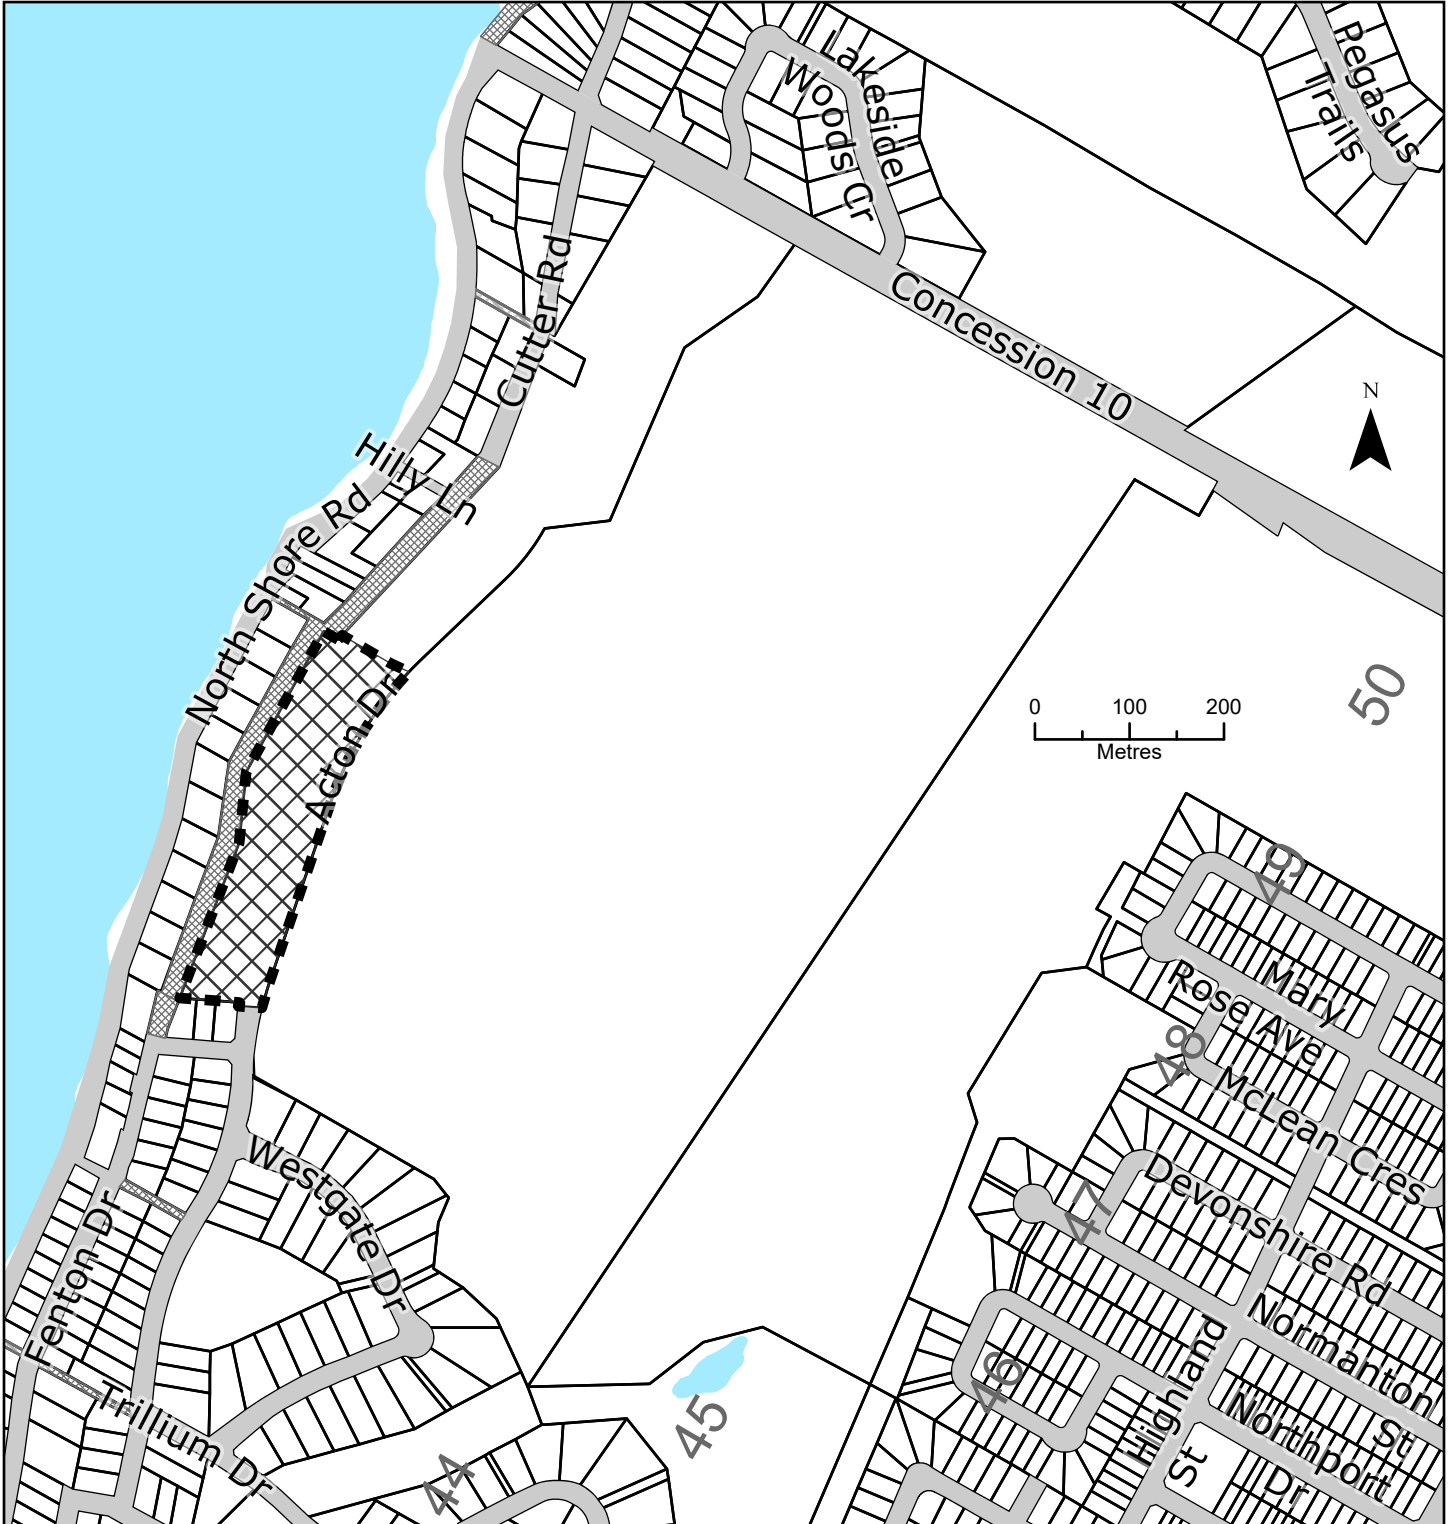 Pegasus
Trails
Lakeside
Woods Cr
Cutter Rd
Concession 10
N
Hilly Ln
North Shore Rd
Acton Dr
50
0 100 200
Metres
49
Mary
Rose Ave
48
McLean Cres
Westgate Dr
47
Devonshire Rd
Fenton Dr
Normanton
St
Highland
St
46
Northport
Dr
Trillium Dr
45
44